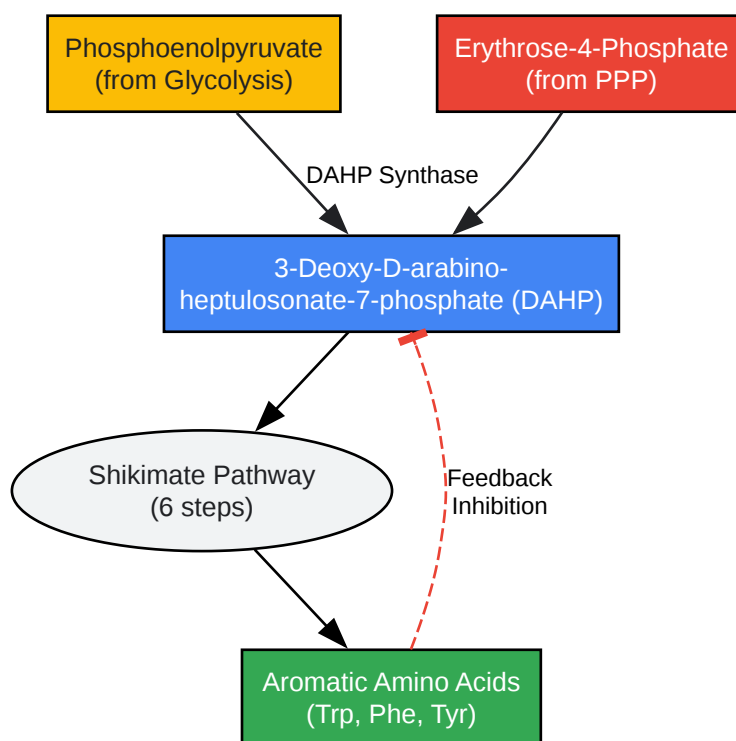 Phosphoenolpyruvate
(from Glycolysis)
Erythrose-4-Phosphate
(from PPP)
DAHP Synthase
3-Deoxy-D-arabino-
heptulosonate-7-phosphate (DAHP)
Shikimate Pathway
(6 steps)
Feedback
Inhibition
Aromatic Amino Acids
(Trp, Phe, Tyr)